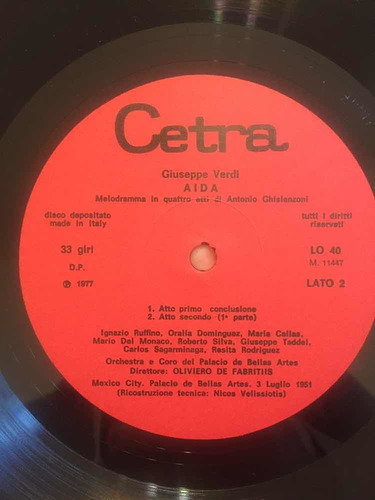 Cetra
Giuseppe Verdi
AIDA
Melodramma in quattro atti di Antonio Ghislanzoni
disco depositato
made in Italy
tutti i diritti
riservati
33 giri
LO 40
D.P.
M. 11447
℗ 1977
LATO 2
1. Atto primo conclusione
2. Atto secondo (1ª parte)
Ignazio Ruffino, Oralia Dominguez, Maria Callas,
Mario Del Monaco, Roberto Silva, Giuseppe Taddei,
Carlos Sagarminaga, Rosita Rodriguez
Orchestra e Coro del Palacio de Bellas Artes
Direttore: OLIVIERO DE FABRITIIS
Mexico City. Palacio de Bellas Artes, 3 Luglio 1951
(Ricostruzione tecnica: Nicos Velissiotis)